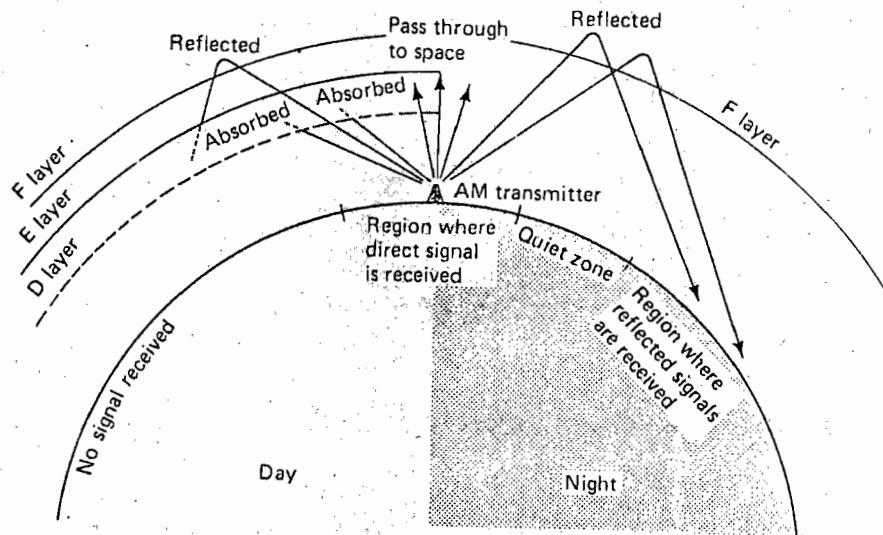 Reflected
Pass through
to space
Reflected
Absorbed
Absorbed
F layer
F layer
E layer
D layer
AM transmitter
Region where
direct signal
is received
Quiet zone
Region where
reflected signals
are received
No signal received
Day
Night